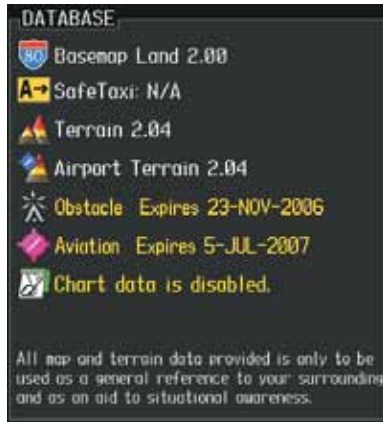 DATABASE
80 Basemap Land 2.00
A→ SafeTaxi: N/A
Terrain 2.04
Airport Terrain 2.04
Obstacle Expires 23-NOV-2006
Aviation Expires 5-JUL-2007
Chart data is disabled.
All map and terrain data provided is only to be
used as a general reference to your surrounding
and as an aid to situational awareness.